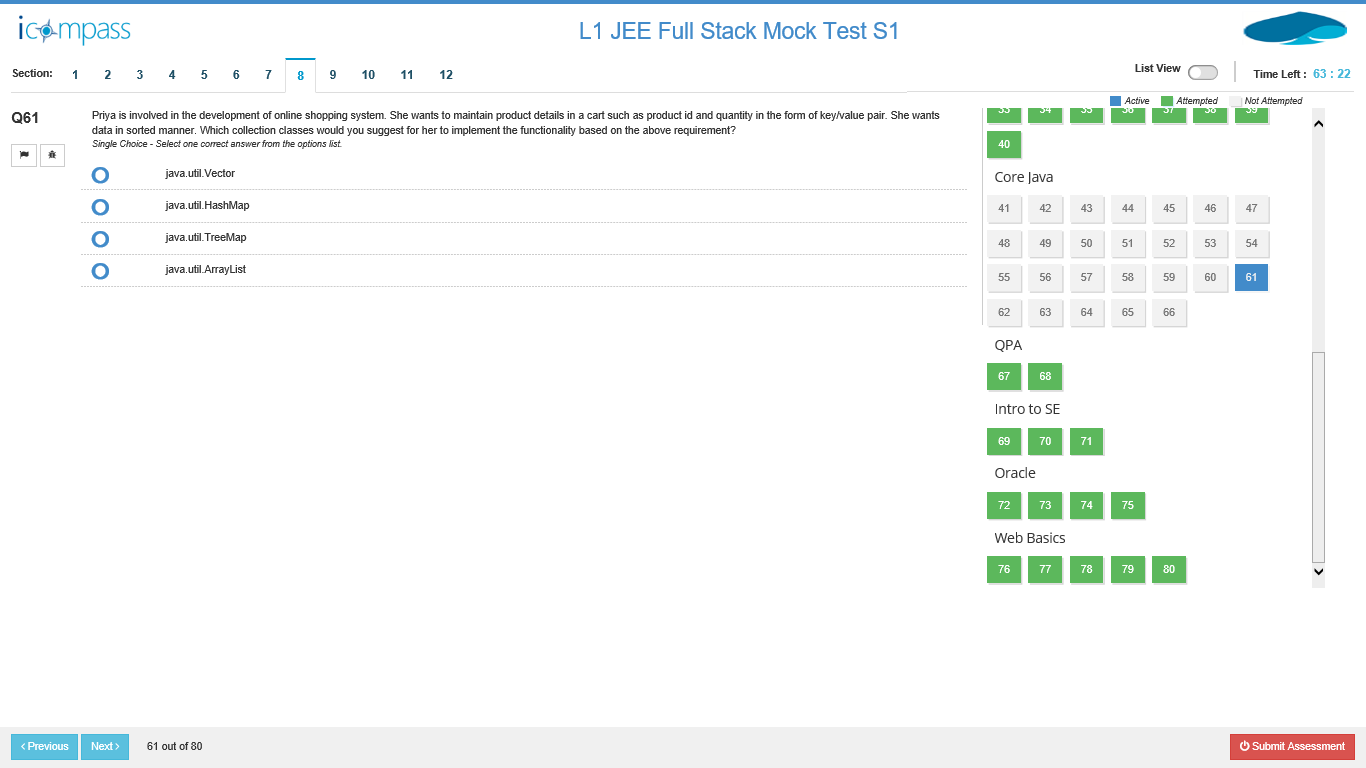 icompass
L1 JEE Full Stack Mock Test S1
Section: 1 2 3 4 5 6 7 8 9 10 11 12
List View
Time Left : 63 : 22
Active Attempted Not Attempted
Q61
Priya is involved in the development of online shopping system. She wants to maintain product details in a cart such as product id and quantity in the form of key/value pair. She wants
data in sorted manner. Which collection classes would you suggest for her to implement the functionality based on the above requirement?
Single Choice - Select one correct answer from the options list.
java.util.Vector
java.util.HashMap
java.util.TreeMap
java.util.ArrayList
33 34 35 36 37 38 39
40
Core Java
41 42 43 44 45 46 47
48 49 50 51 52 53 54
55 56 57 58 59 60 61
62 63 64 65 66
QPA
67 68
Intro to SE
69 70 71
Oracle
72 73 74 75
Web Basics
76 77 78 79 80
< Previous Next > 61 out of 80
Submit Assessment